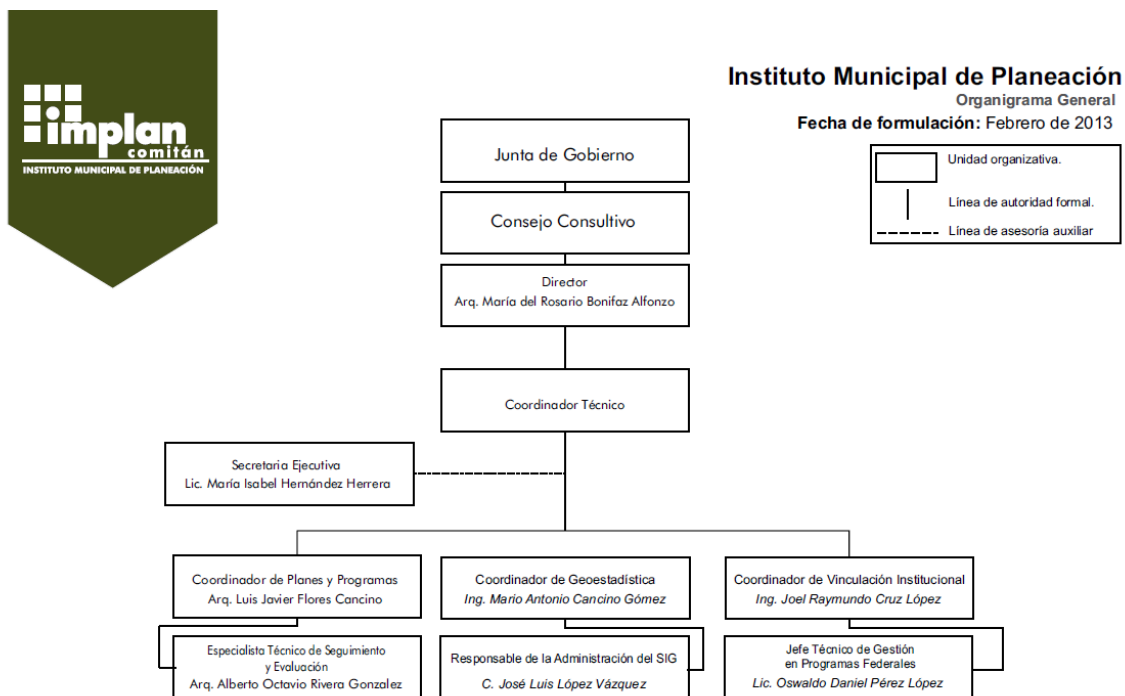 implan
comitán
INSTITUTO MUNICIPAL DE PLANEACIÓN
Instituto Municipal de Planeación
Organigrama General
Fecha de formulación: Febrero de 2013
Unidad organizativa.
Línea de autoridad formal.
Línea de asesoría auxiliar
Junta de Gobierno
Consejo Consultivo
Director
Arq. María del Rosario Bonifaz Alfonzo
Coordinador Técnico
Secretaria Ejecutiva
Lic. María Isabel Hernández Herrera
Coordinador de Planes y Programas
Arq. Luis Javier Flores Cancino
Coordinador de Geoestadística
Ing. Mario Antonio Cancino Gómez
Coordinador de Vinculación Institucional
Ing. Joel Raymundo Cruz López
Especialista Técnico de Seguimiento
y Evaluación
Arq. Alberto Octavio Rivera Gonzalez
Responsable de la Administración del SIG
C. José Luis López Vázquez
Jefe Técnico de Gestión
en Programas Federales
Lic. Oswaldo Daniel Pérez López